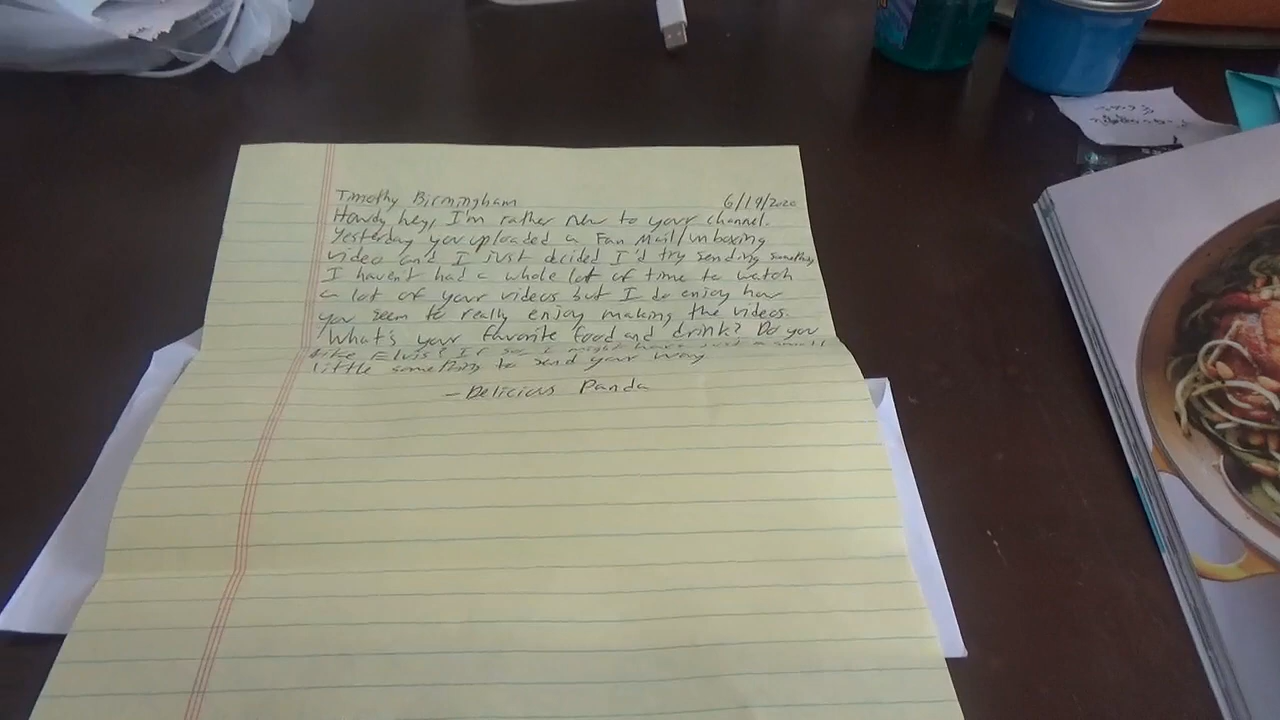 Timothy Birmingham 6/19/2020
Howdy hey, I'm rather new to your channel.
Yesterday you uploaded a Fan Mail/unboxing
video and I just decided I'd try sending something
I haven't had a whole lot of time to watch
a lot of your videos but I do enjoy how
you seem to really enjoy making the videos.
What's your favorite food and drink? Do you
like Elvis? If so I might have just a small
little something to send your way
- Delicious Panda